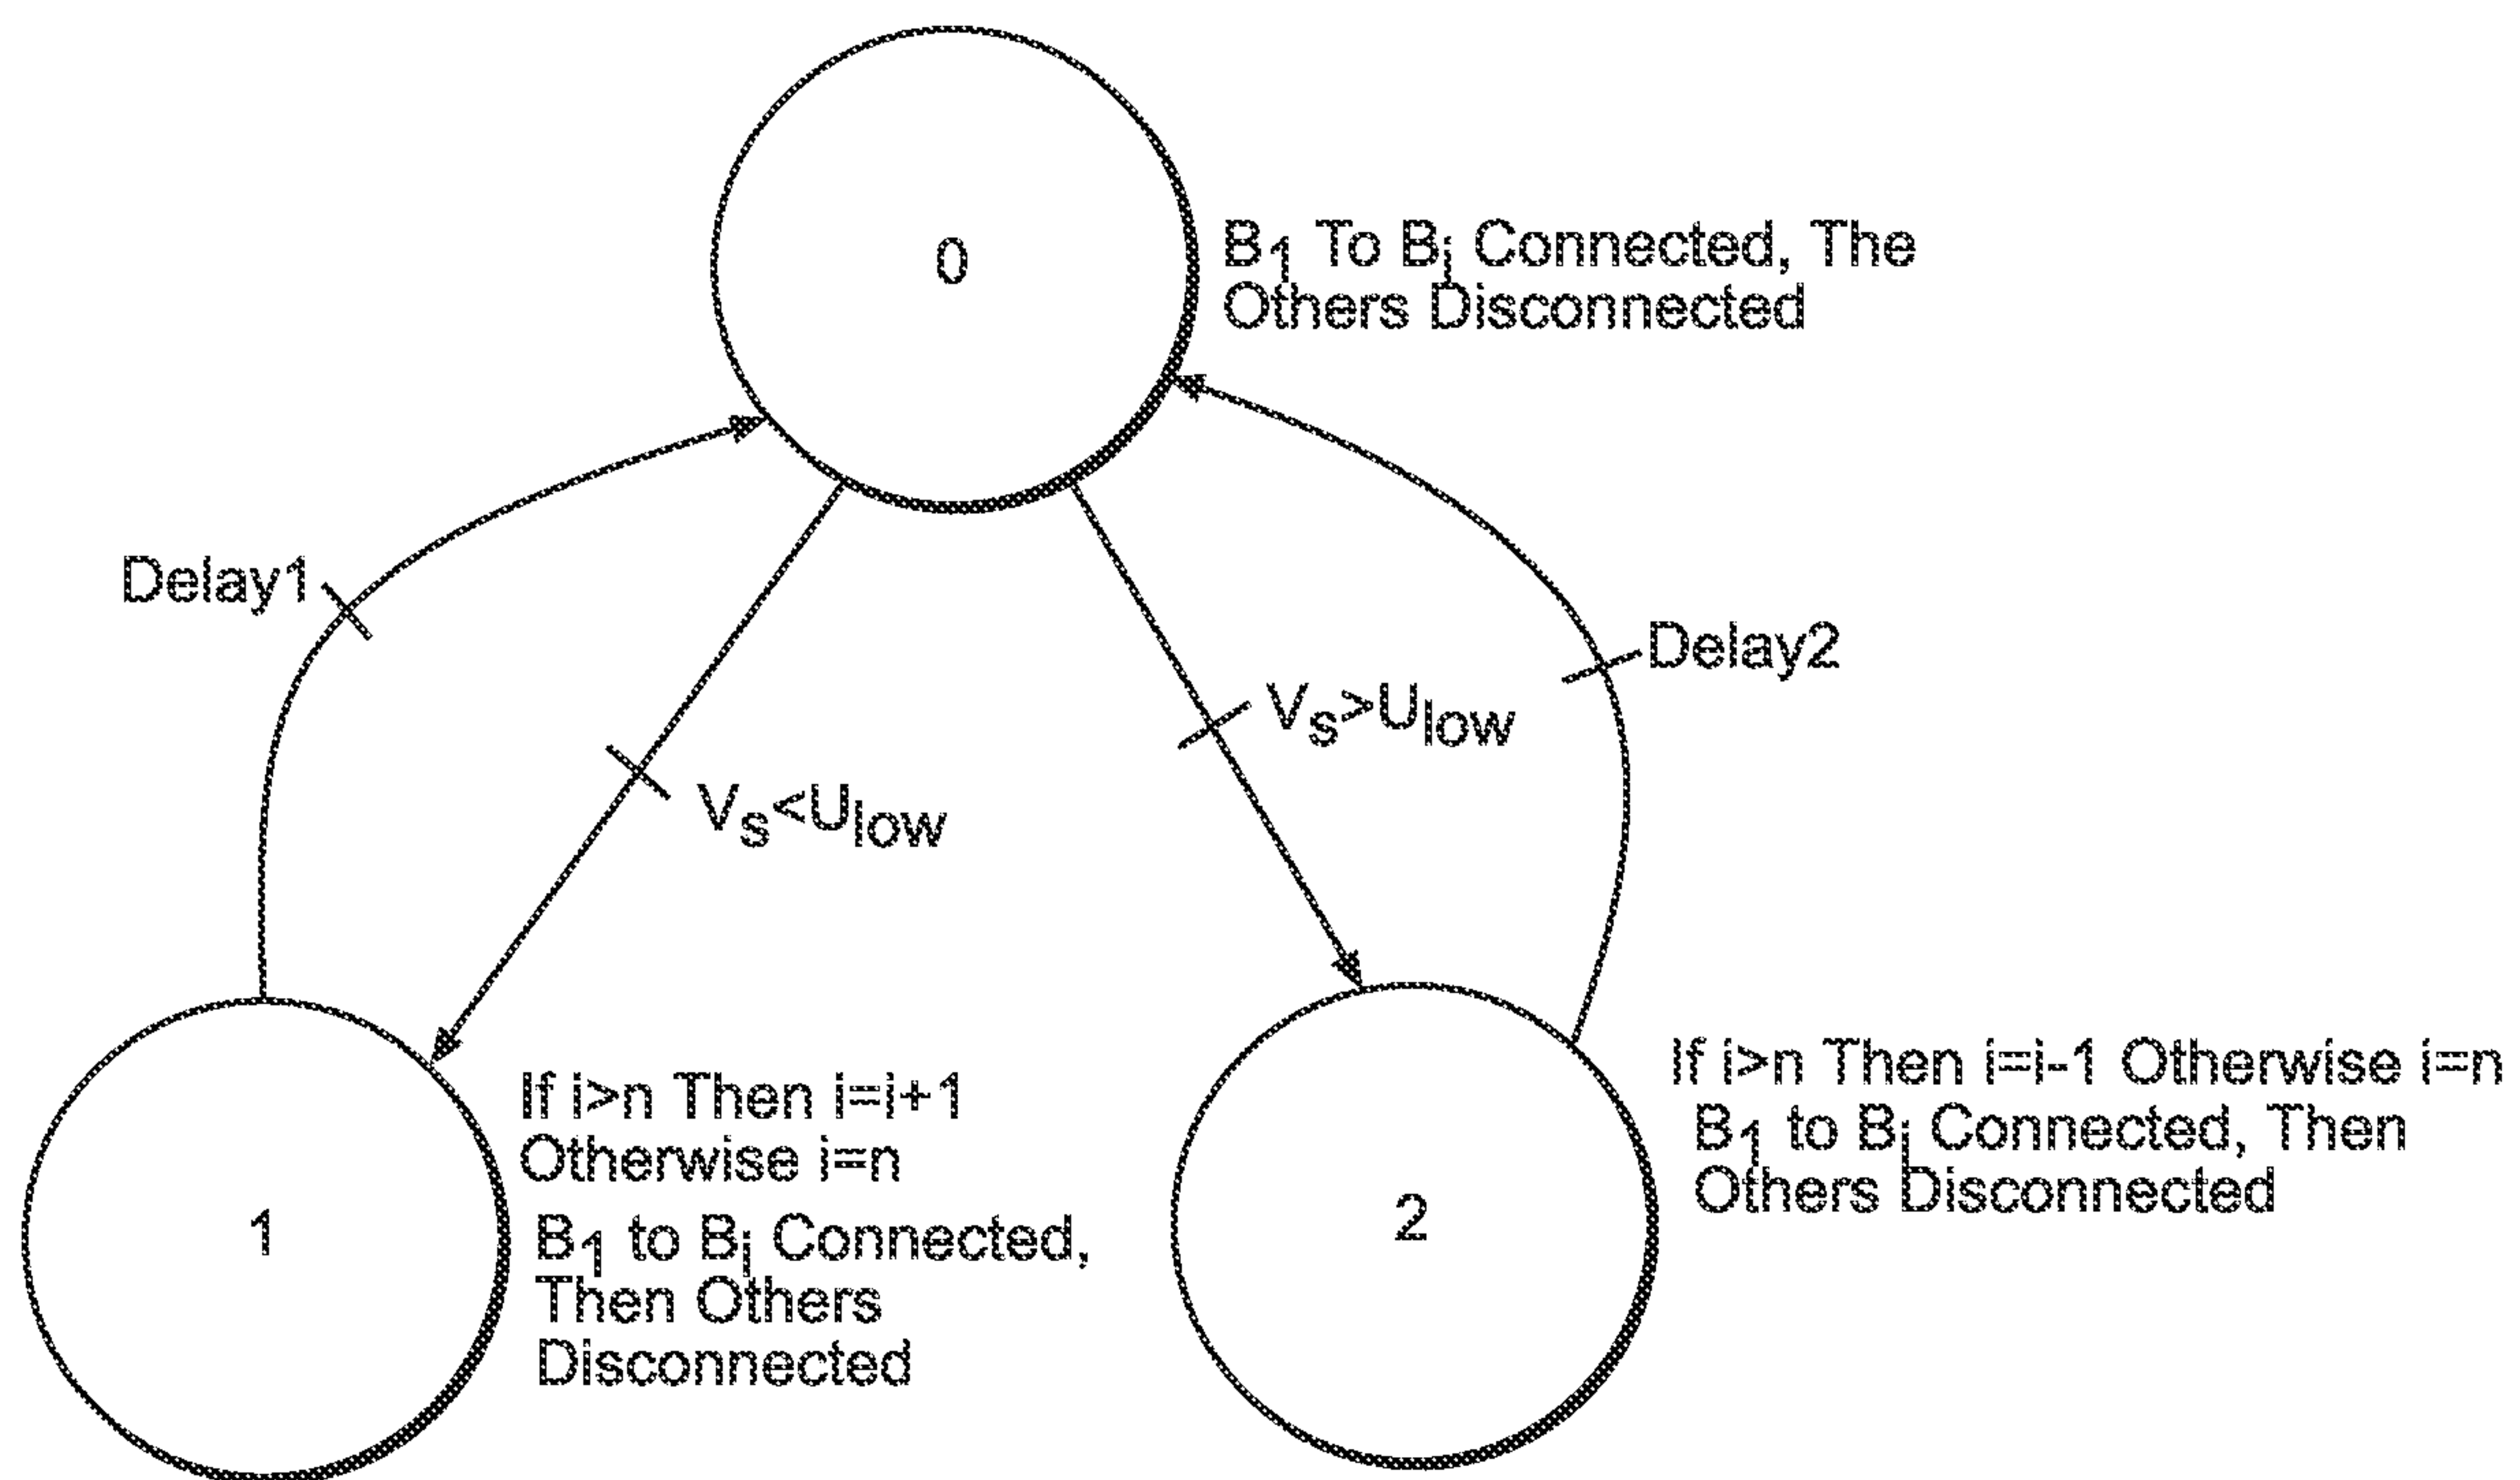 0
B1 To Bi Connected, The
Others Disconnected
Delay1
Delay2
Vs>Ulow
Vs<Ulow
If i>n Then i=i+1
Otherwise i=n
B1 to Bi Connected,
Then Others
Disconnected
1
If i>n Then i=i-1 Otherwise i=n
B1 to Bi Connected, Then
Others Disconnected
2